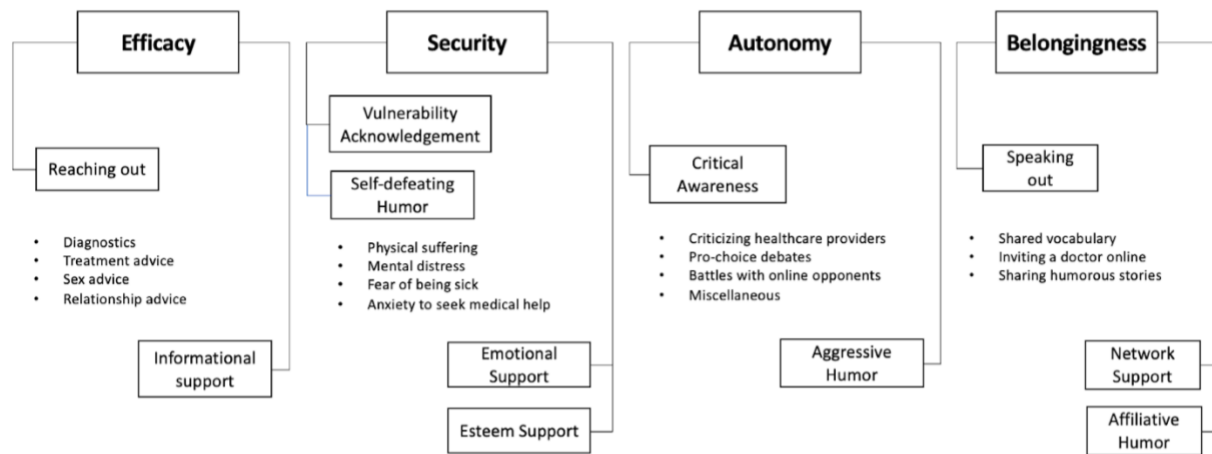 Efficacy
Reaching out
• Diagnostics
• Treatment advice
• Sex advice
• Relationship advice
Informational
support
Security
Vulnerability
Acknowledgement
Self-defeating
Humor
• Physical suffering
• Mental distress
• Fear of being sick
• Anxiety to seek medical help
Emotional
Support
Esteem Support
Autonomy
Critical
Awareness
• Criticizing healthcare providers
• Pro-choice debates
• Battles with online opponents
• Miscellaneous
Aggressive
Humor
Belongingness
Speaking
out
• Shared vocabulary
• Inviting a doctor online
• Sharing humorous stories
Network
Support
Affiliative
Humor